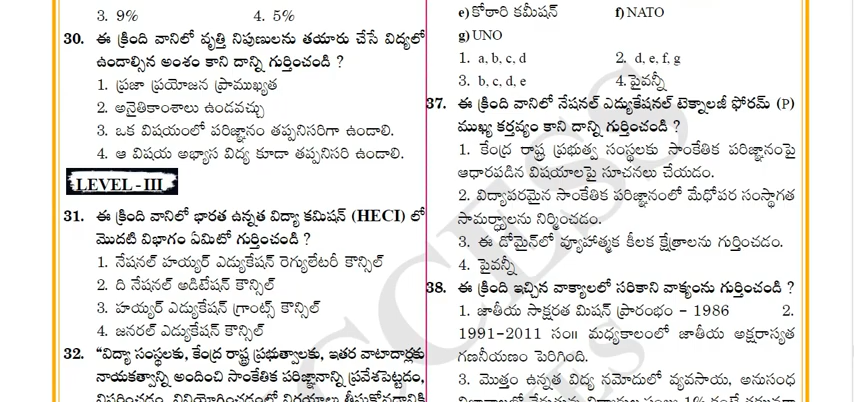 3. 9% 4. 5%
30. ఈ క్రింది వానిలో వృత్తి నిపుణులను తయారు చేసే విద్యలో
ఉండాల్సిన అంశం కాని దాన్ని గుర్తించండి ?
1. ప్రజా ప్రయోజన ప్రాముఖ్యత
2. అనైతికాంశాలు ఉండవచ్చు
3. ఒక విషయంలో పరిజ్ఞానం తప్పనిసరిగా ఉండాలి.
4. ఆ విషయ అభ్యాస విద్య కూడా తప్పనిసరి ఉండాలి.
LEVEL - III
31. ఈ క్రింది వానిలో భారత ఉన్నత విద్యా కమిషన్ (HECI) లో
మొదటి విభాగం ఏమిటో గుర్తించండి ?
1. నేషనల్ హయ్యర్ ఎడ్యుకేషన్ రెగ్యులేటరీ కౌన్సిల్
2. ది నేషనల్ అడిటేషన్ కౌన్సిల్
3. హయ్యర్ ఎడ్యుకేషన్ గ్రాంట్స్ కౌన్సిల్
4. జనరల్ ఎడ్యుకేషన్ కౌన్సిల్
32. "విద్యా సంస్థలకు, కేంద్ర రాష్ట్ర ప్రభుత్వాలకు, ఇతర వాటాదార్లకు
నాయకత్వాన్ని అందించి సాంకేతిక పరిజ్ఞానాన్ని ప్రవేశపెట్టడం,
e) కోఠారి కమీషన్ f) NATO
g) UNO
1. a, b, c, d 2. d, e, f, g
3. b, c, d, e 4. పైవన్నీ
37. ఈ క్రింది వానిలో నేషనల్ ఎడ్యుకేషనల్ టెక్నాలజీ ఫోరమ్ (P)
ముఖ్య కర్తవ్యం కాని దాన్ని గుర్తించండి ?
1. కేంద్ర రాష్ట్ర ప్రభుత్వ సంస్థలకు సాంకేతిక పరిజ్ఞానంపై
ఆధారపడిన విషయాలపై సూచనలు చేయడం.
2. విద్యాపరమైన సాంకేతిక పరిజ్ఞానంలో మేధోపర సంస్థాగత
సామర్ధ్యాలను నిర్మించడం.
3. ఈ డోమైన్‌లో వ్యూహాత్మక కీలక క్షేత్రాలను గుర్తించడం.
4. పైవన్నీ
38. ఈ క్రింది ఇచ్చిన వాక్యాలలో సరికాని వాక్యంను గుర్తించండి ?
1. జాతీయ సాక్షరత మిషన్ ప్రారంభం - 1986 2.
1991-2011 సం॥ మధ్యకాలంలో జాతీయ అక్షరాస్యత
గణనీయణం పెరిగింది.
3. మొత్తం ఉన్నత విద్య నమోదులో వ్యవసాయ, అనుసంధ